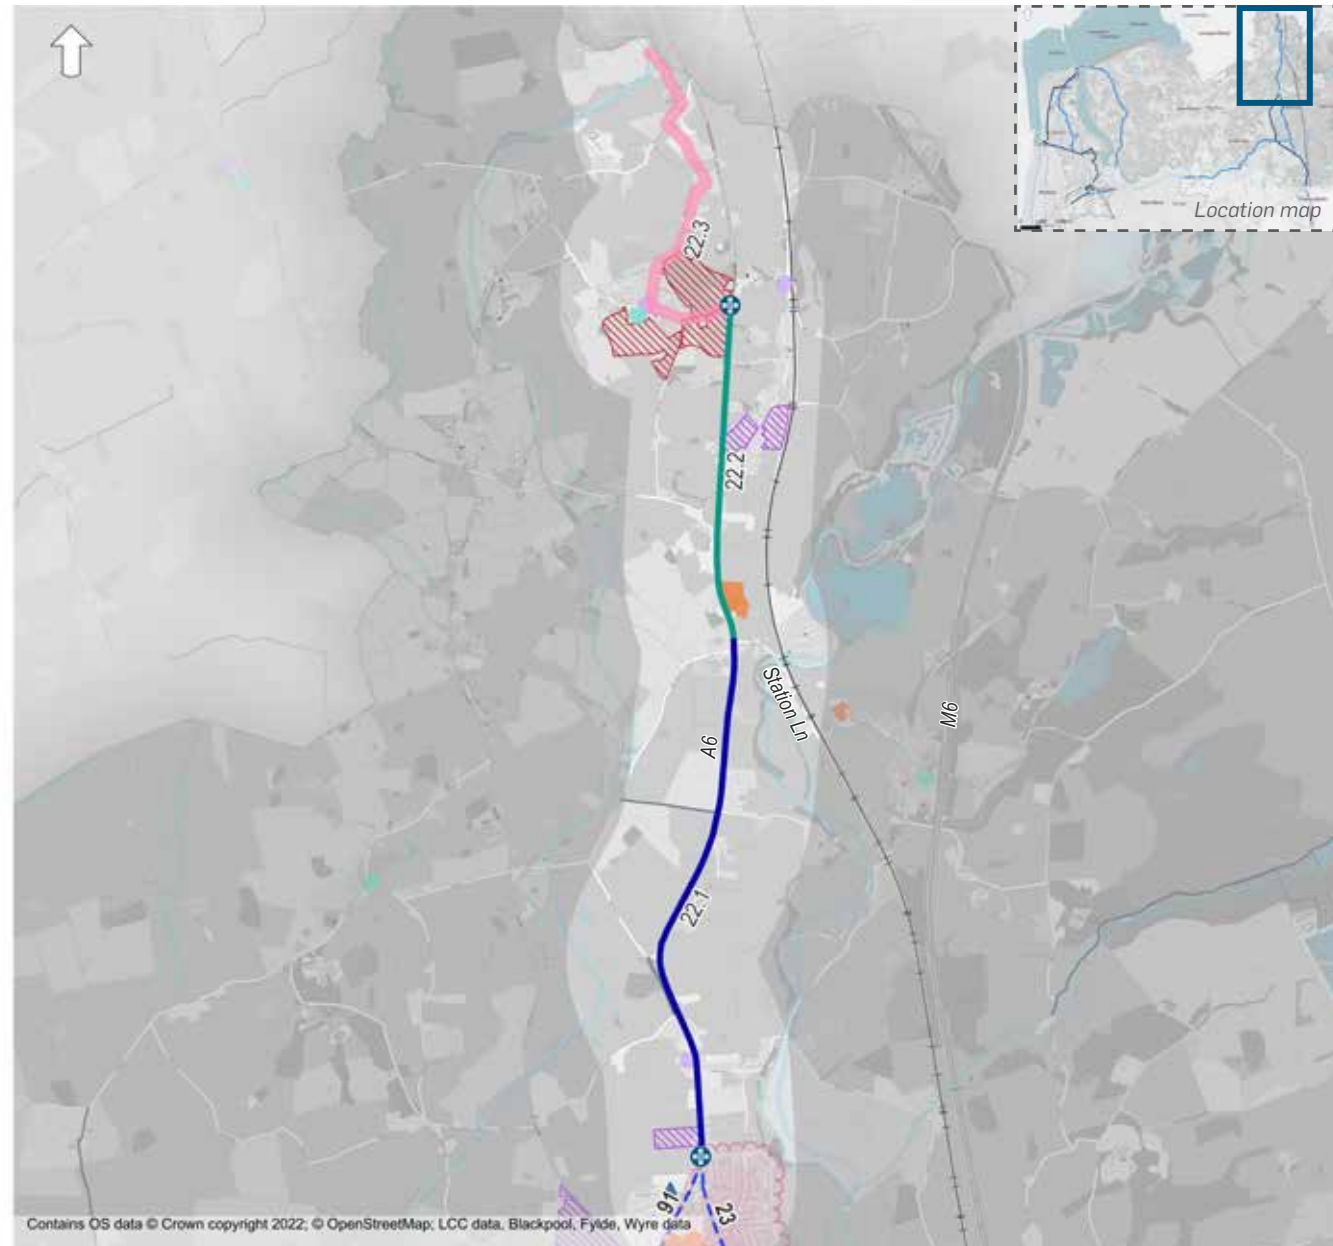 Location map
22.3
22.2
Station Ln
M6
A6
22.1
91
23
Contains OS data © Crown copyright 2022; © OpenStreetMap; LCC data, Blackpool, Fylde, Wyre data